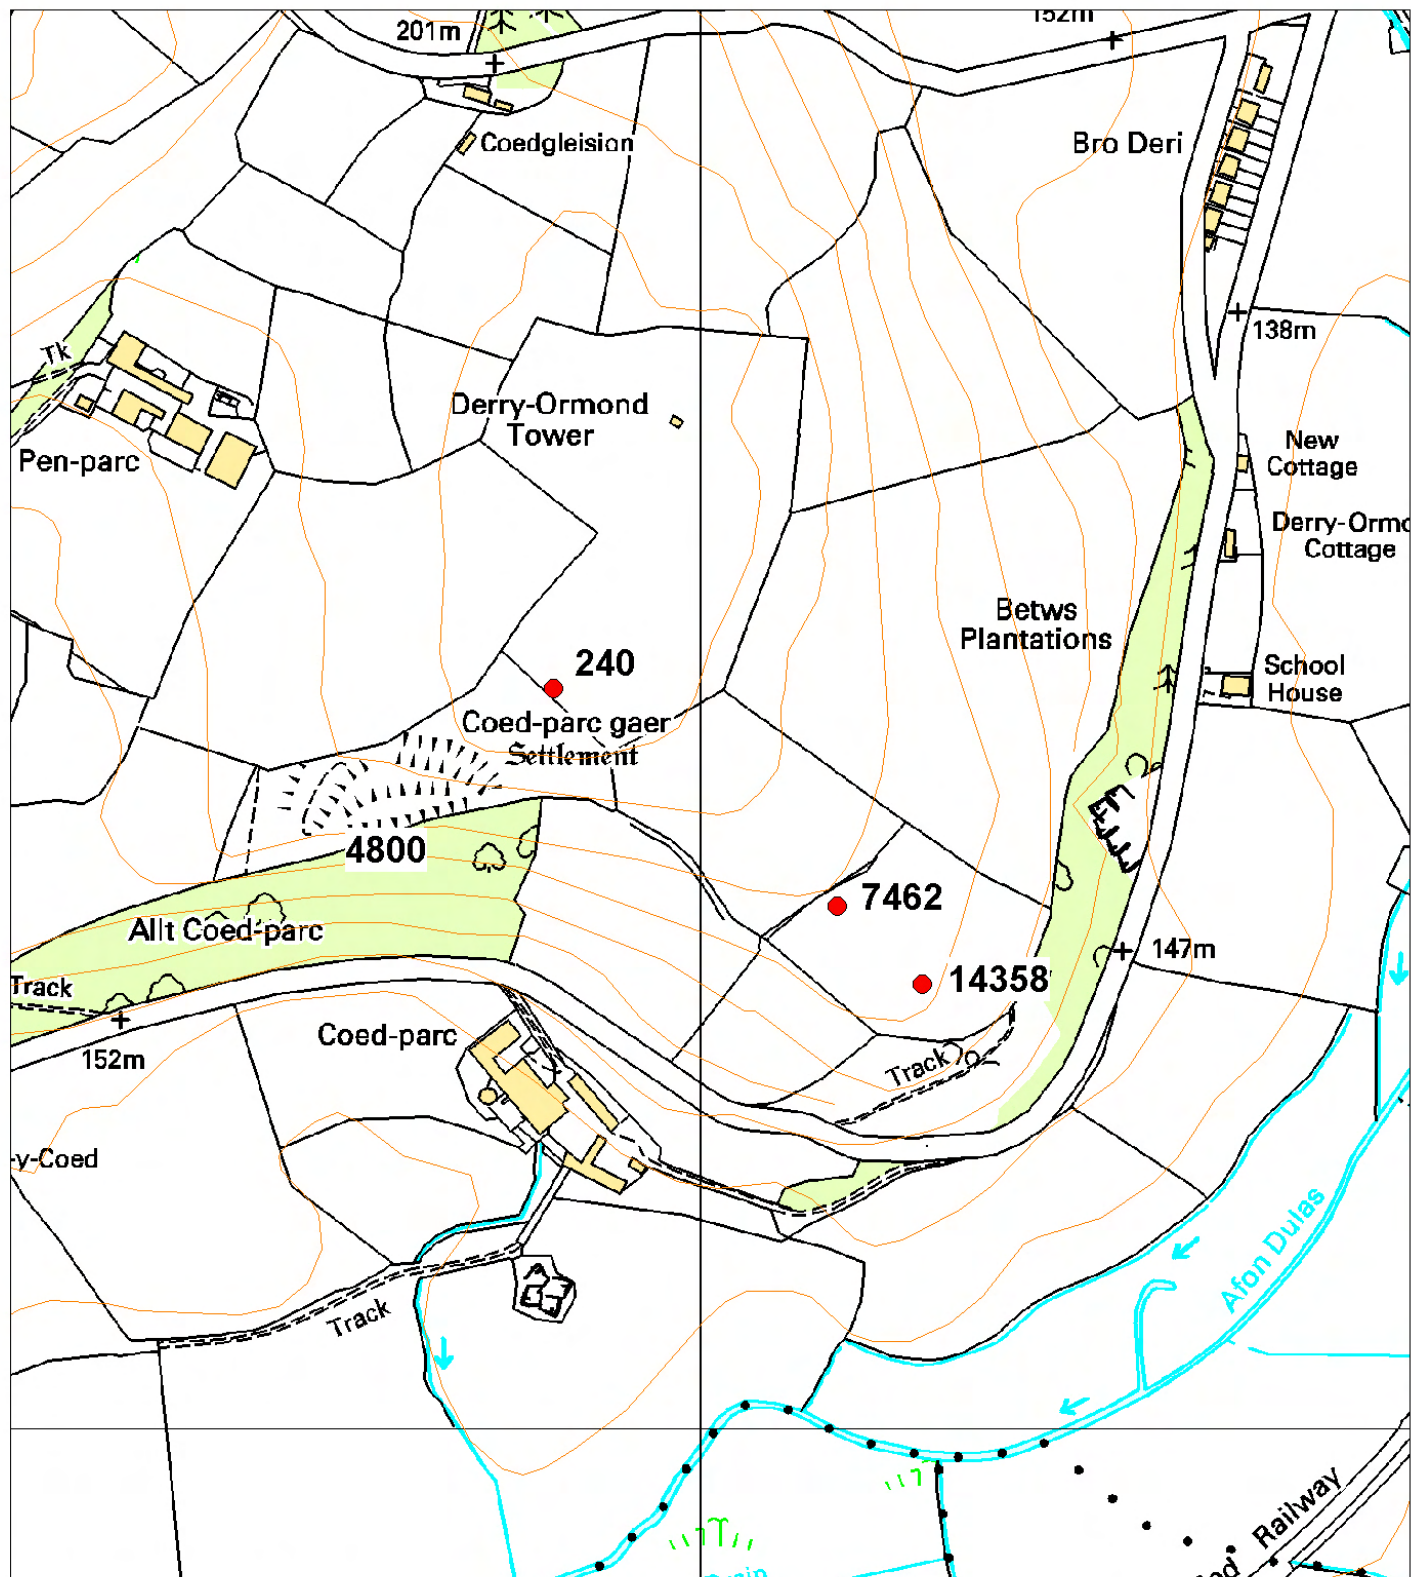 201m
152m
Coedgleision
Bro Deri
138m
Tk
Derry-Ormond
Tower
Pen-parc
New
Cottage
Derry-Ormo
Cottage
Betws
Plantations
240
School
House
Coed-parc gaer
Settlement
4800
7462
Allt Coed-parc
147m
14358
Track
Coed-parc
152m
Track
-y-Coed
Afon Dulas
Track
Railway